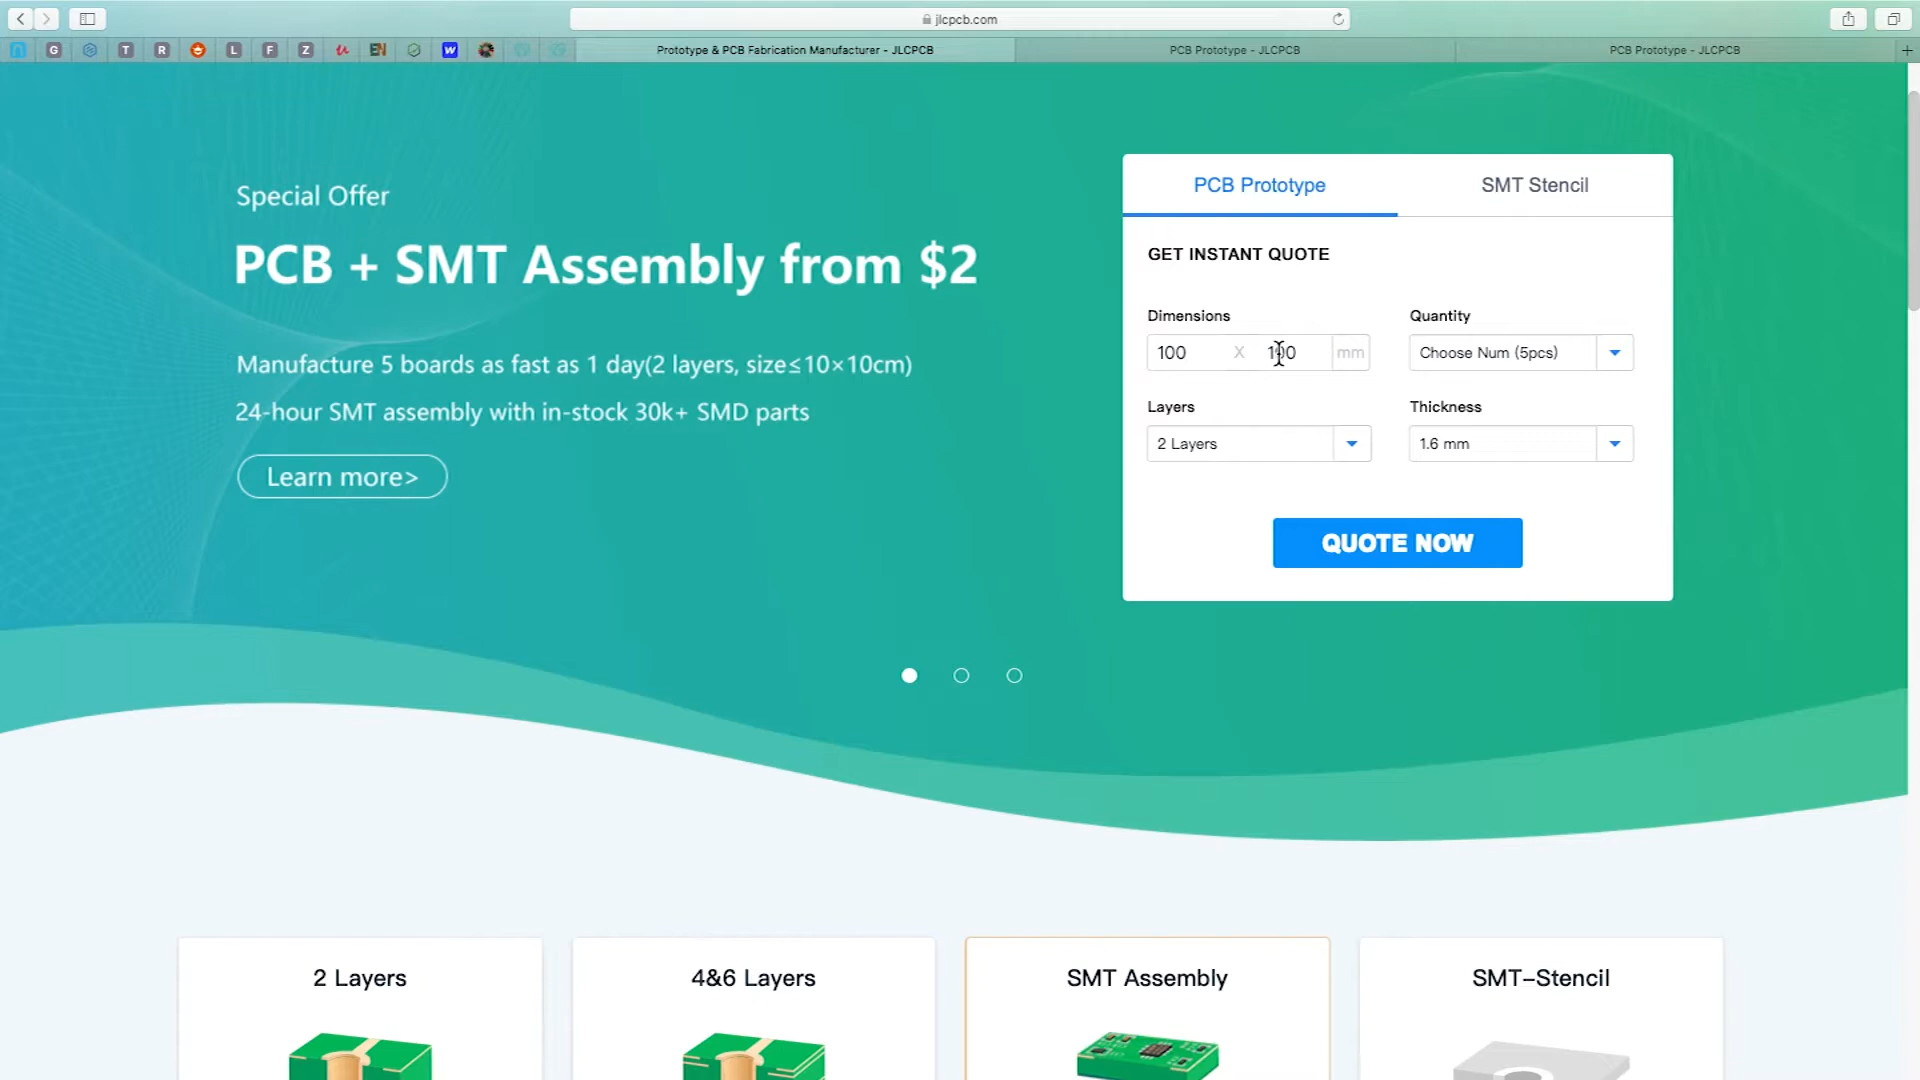 jlcpcb.com
G T R L F Z EN W
Prototype & PCB Fabrication Manufacturer - JLCPCB
PCB Prototype - JLCPCB
PCB Prototype - JLCPCB
Special Offer
PCB + SMT Assembly from $2
Manufacture 5 boards as fast as 1 day(2 layers, size≤10×10cm)
24-hour SMT assembly with in-stock 30k+ SMD parts
Learn more>
PCB Prototype
SMT Stencil
GET INSTANT QUOTE
Dimensions
Quantity
100 X 100 mm
Choose Num (5pcs)
Layers
Thickness
2 Layers
1.6 mm
QUOTE NOW
2 Layers
4&6 Layers
SMT Assembly
SMT-Stencil